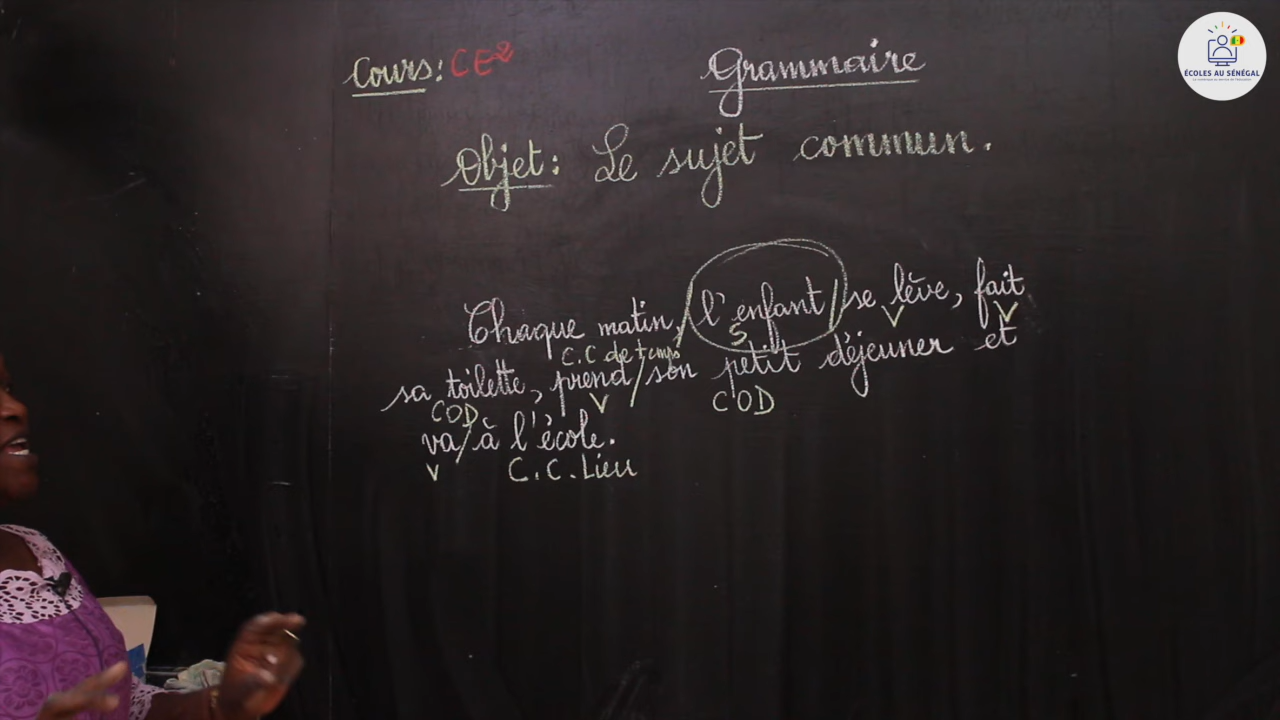 Cours: CE2
Grammaire
Objet: Le sujet commun.
Chaque matin,/l'enfant/se lève, fait
C.C de temps S V V
sa toilette, prend/son petit déjeuner et
COD V COD
va/à l'école.
V C.C.Lieu
ÉCOLES AU SÉNÉGAL